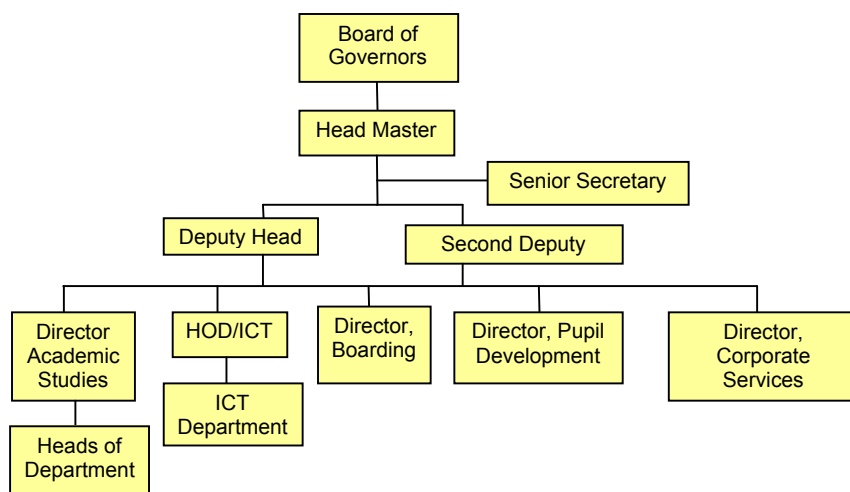 Board of
Governors
Head Master
Senior Secretary
Deputy Head
Second Deputy
Director
Academic
Studies
HOD/ICT
Director,
Boarding
Director, Pupil
Development
Director,
Corporate
Services
ICT
Department
Heads of
Department